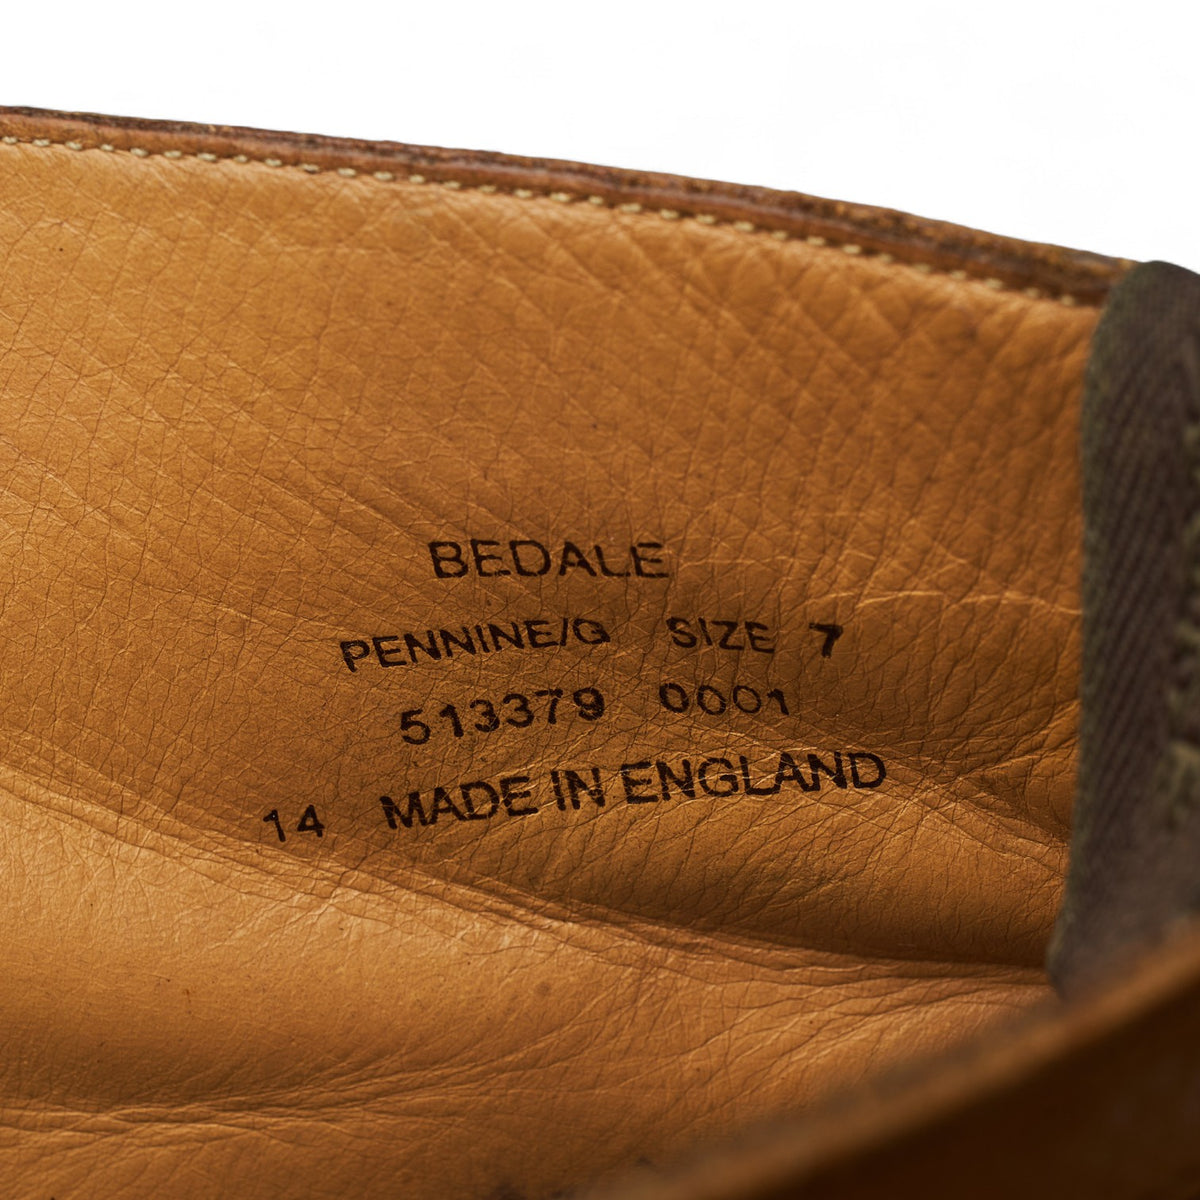 BEDALE
PENNINE/G SIZE 7
513379 0001
14 MADE IN ENGLAND